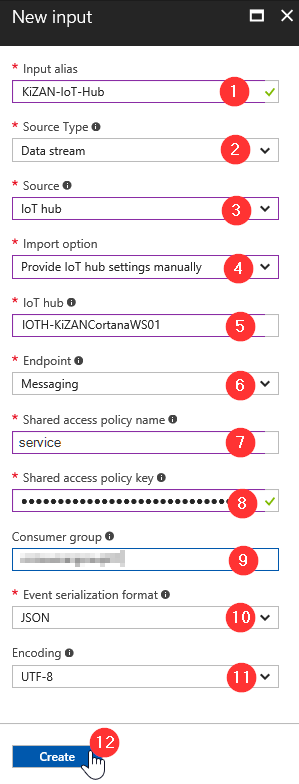 New input
* Input alias
KiZAN-IoT-Hub
1
* Source Type
Data stream
2
* Source
IoT hub
3
* Import option
Provide IoT hub settings manually
4
* IoT hub
IOTH-KiZANCortanaWS01
5
* Endpoint
Messaging
6
* Shared access policy name
service
7
* Shared access policy key
8
Consumer group
9
* Event serialization format
JSON
10
Encoding
UTF-8
11
12
Create